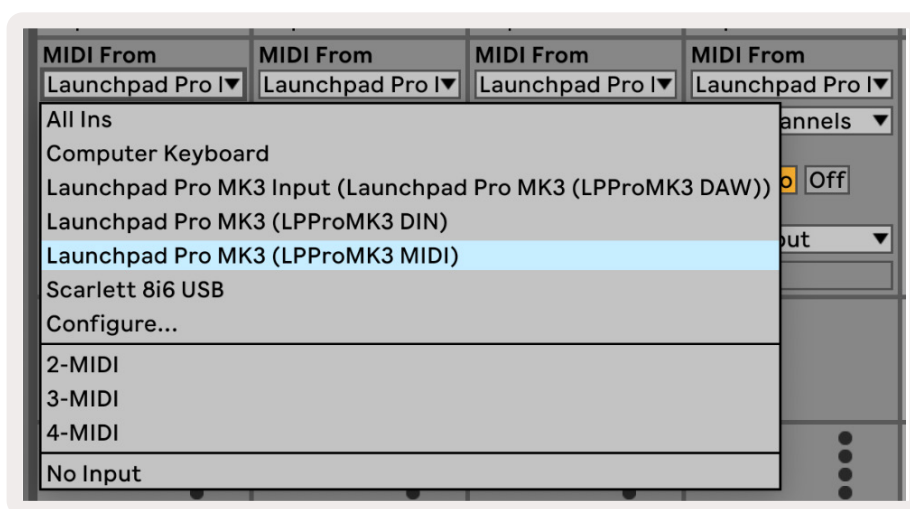 MIDI From MIDI From MIDI From MIDI From
Launchpad Pro Launchpad Pro Launchpad Pro Launchpad Pro
All Ins
annels
Computer Keyboard
Launchpad Pro MK3 Input (Launchpad Pro MK3 (LPProMK3 DAW))
o Off
Launchpad Pro MK3 (LPProMK3 DIN)
Launchpad Pro MK3 (LPProMK3 MIDI)
ut
Scarlett 8i6 USB
Configure...
2-MIDI
3-MIDI
4-MIDI
No Input